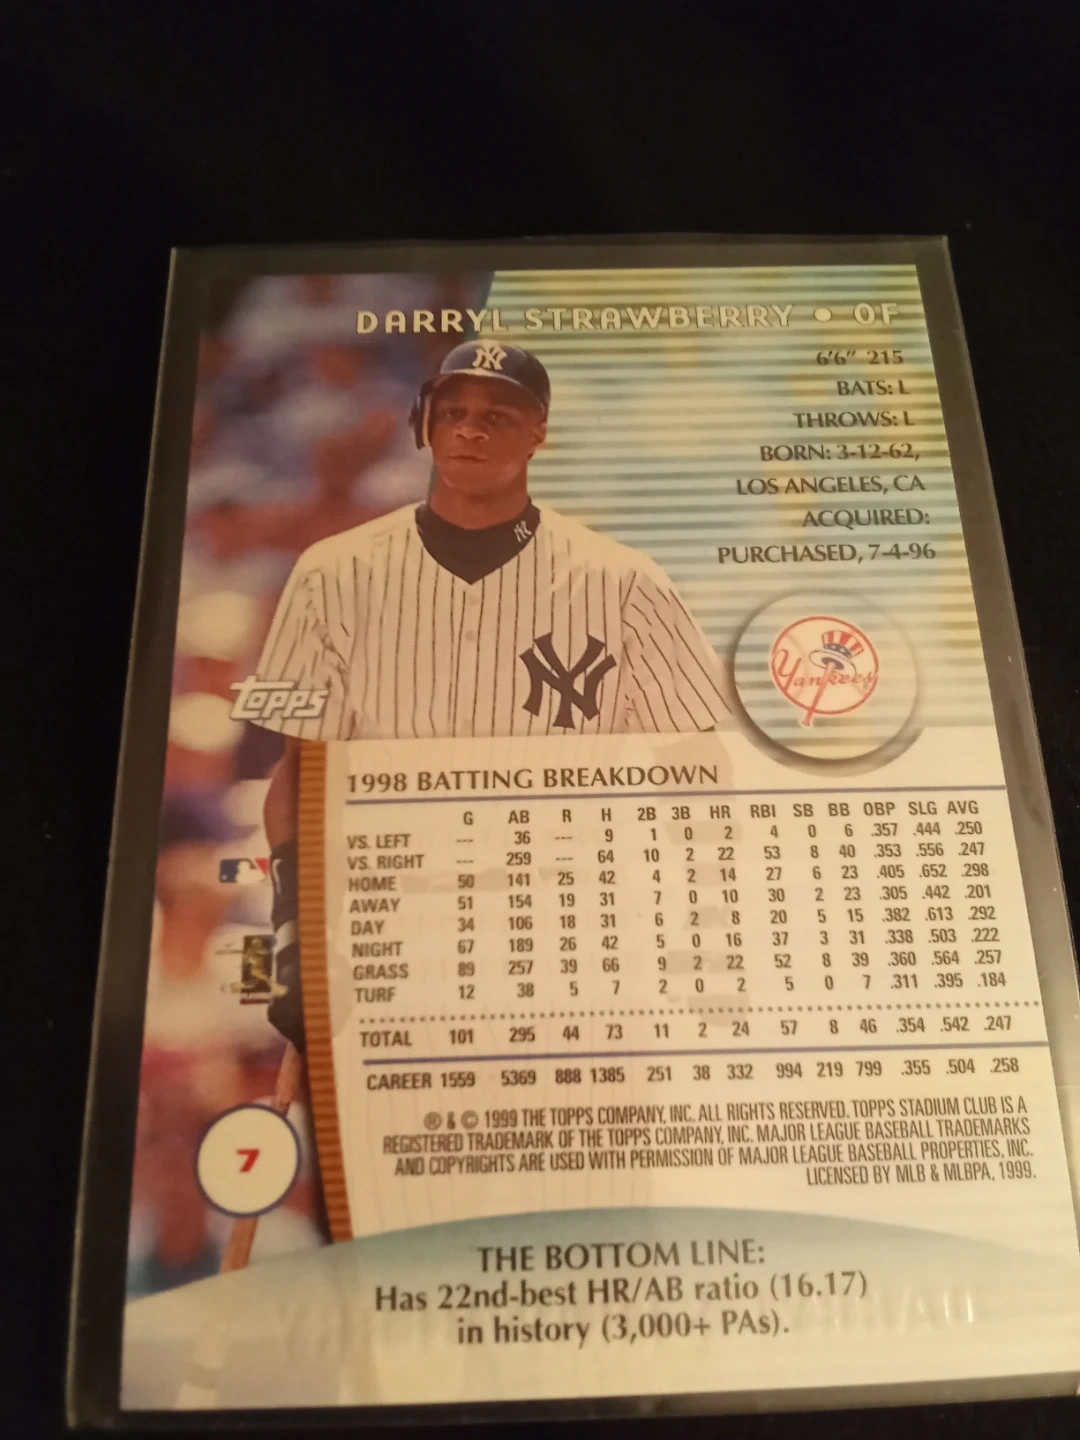 DARRYL STRAWBERRY • OF
6'6" 215
BATS: L
THROWS: L
BORN: 3-12-62,
LOS ANGELES, CA
ACQUIRED:
PURCHASED, 7-4-96
NY
NY
NY
Yankees
Topps
1998 BATTING BREAKDOWN
G AB R H 2B 3B HR RBI SB BB OBP SLG AVG
VS. LEFT --- 36 --- 9 1 0 2 4 0 6 .357 .444 .250
VS. RIGHT --- 259 --- 64 10 2 22 53 8 40 .353 .556 .247
HOME 50 141 25 42 4 2 14 27 6 23 .405 .652 .298
AWAY 51 154 19 31 7 0 10 30 2 23 .305 .442 .201
DAY 34 106 18 31 6 2 8 20 5 15 .382 .613 .292
NIGHT 67 189 26 42 5 0 16 37 3 31 .338 .503 .222
GRASS 89 257 39 66 9 2 22 52 8 39 .360 .564 .257
TURF 12 38 5 7 2 0 2 5 0 7 .311 .395 .184
TOTAL 101 295 44 73 11 2 24 57 8 46 .354 .542 .247
CAREER 1559 5369 888 1385 251 38 332 994 219 799 .355 .504 .258
® & © 1999 THE TOPPS COMPANY, INC. ALL RIGHTS RESERVED. TOPPS STADIUM CLUB IS A
REGISTERED TRADEMARK OF THE TOPPS COMPANY, INC. MAJOR LEAGUE BASEBALL TRADEMARKS
AND COPYRIGHTS ARE USED WITH PERMISSION OF MAJOR LEAGUE BASEBALL PROPERTIES, INC.
LICENSED BY MLB & MLBPA, 1999.
7
THE BOTTOM LINE:
Has 22nd-best HR/AB ratio (16.17)
in history (3,000+ PAs).